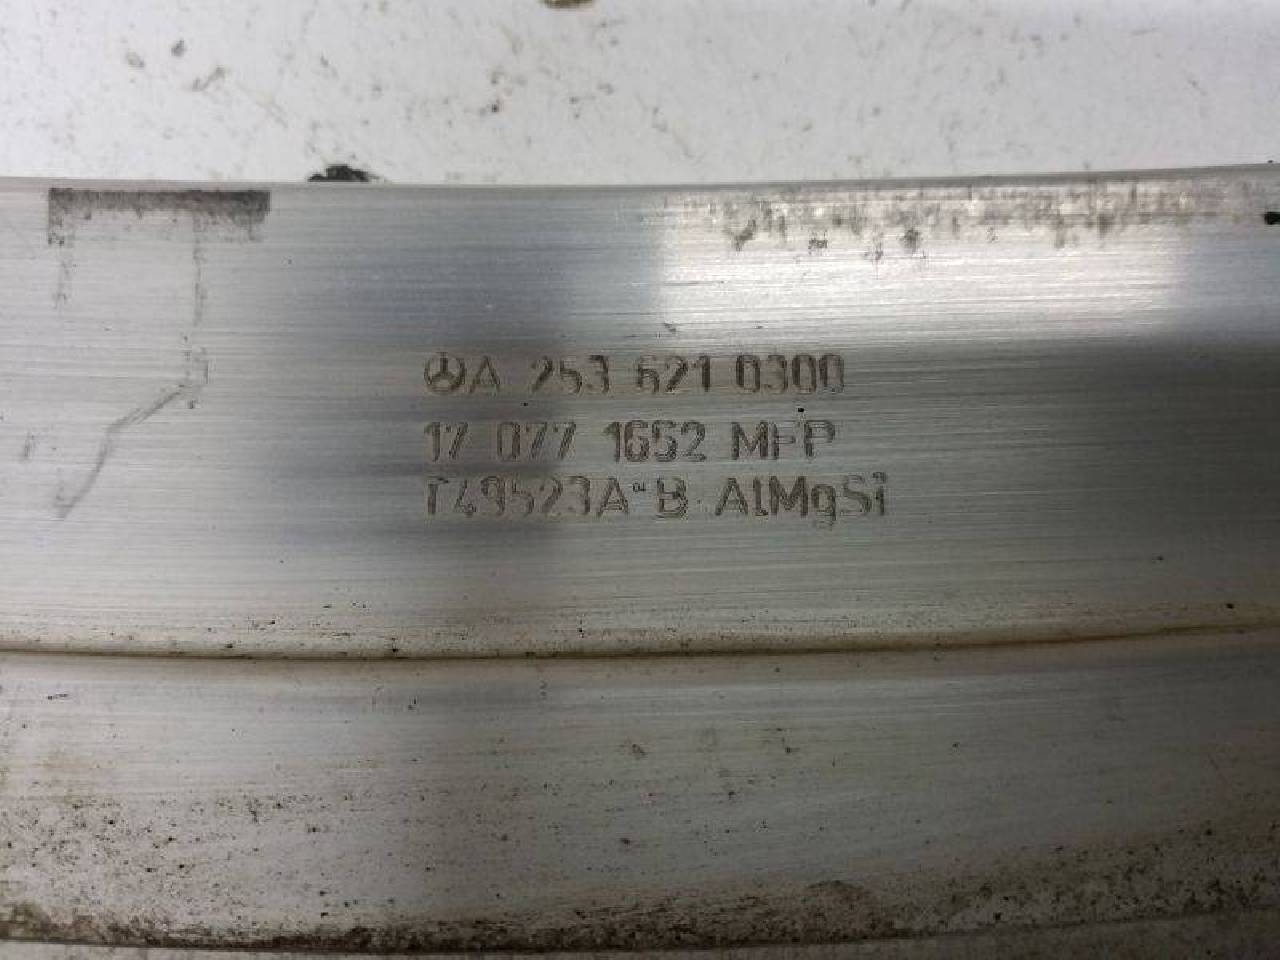 A 253 621 0300
17 077 1652 MFP
T49523A-B AlMgSi